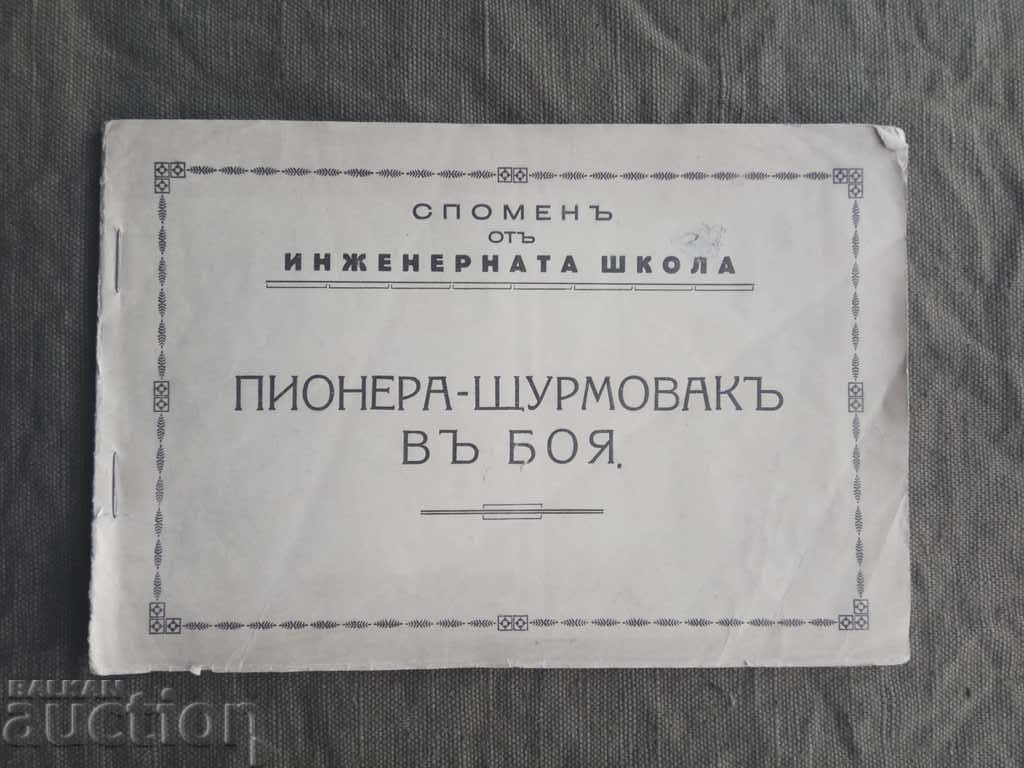 СПОМЕНЪ
ОТЪ
ИНЖЕНЕРНАТА ШКОЛА
ПИОНЕРА-ЩУРМОВАКЪ
ВЪ БОЯ.
BALKAN
auction